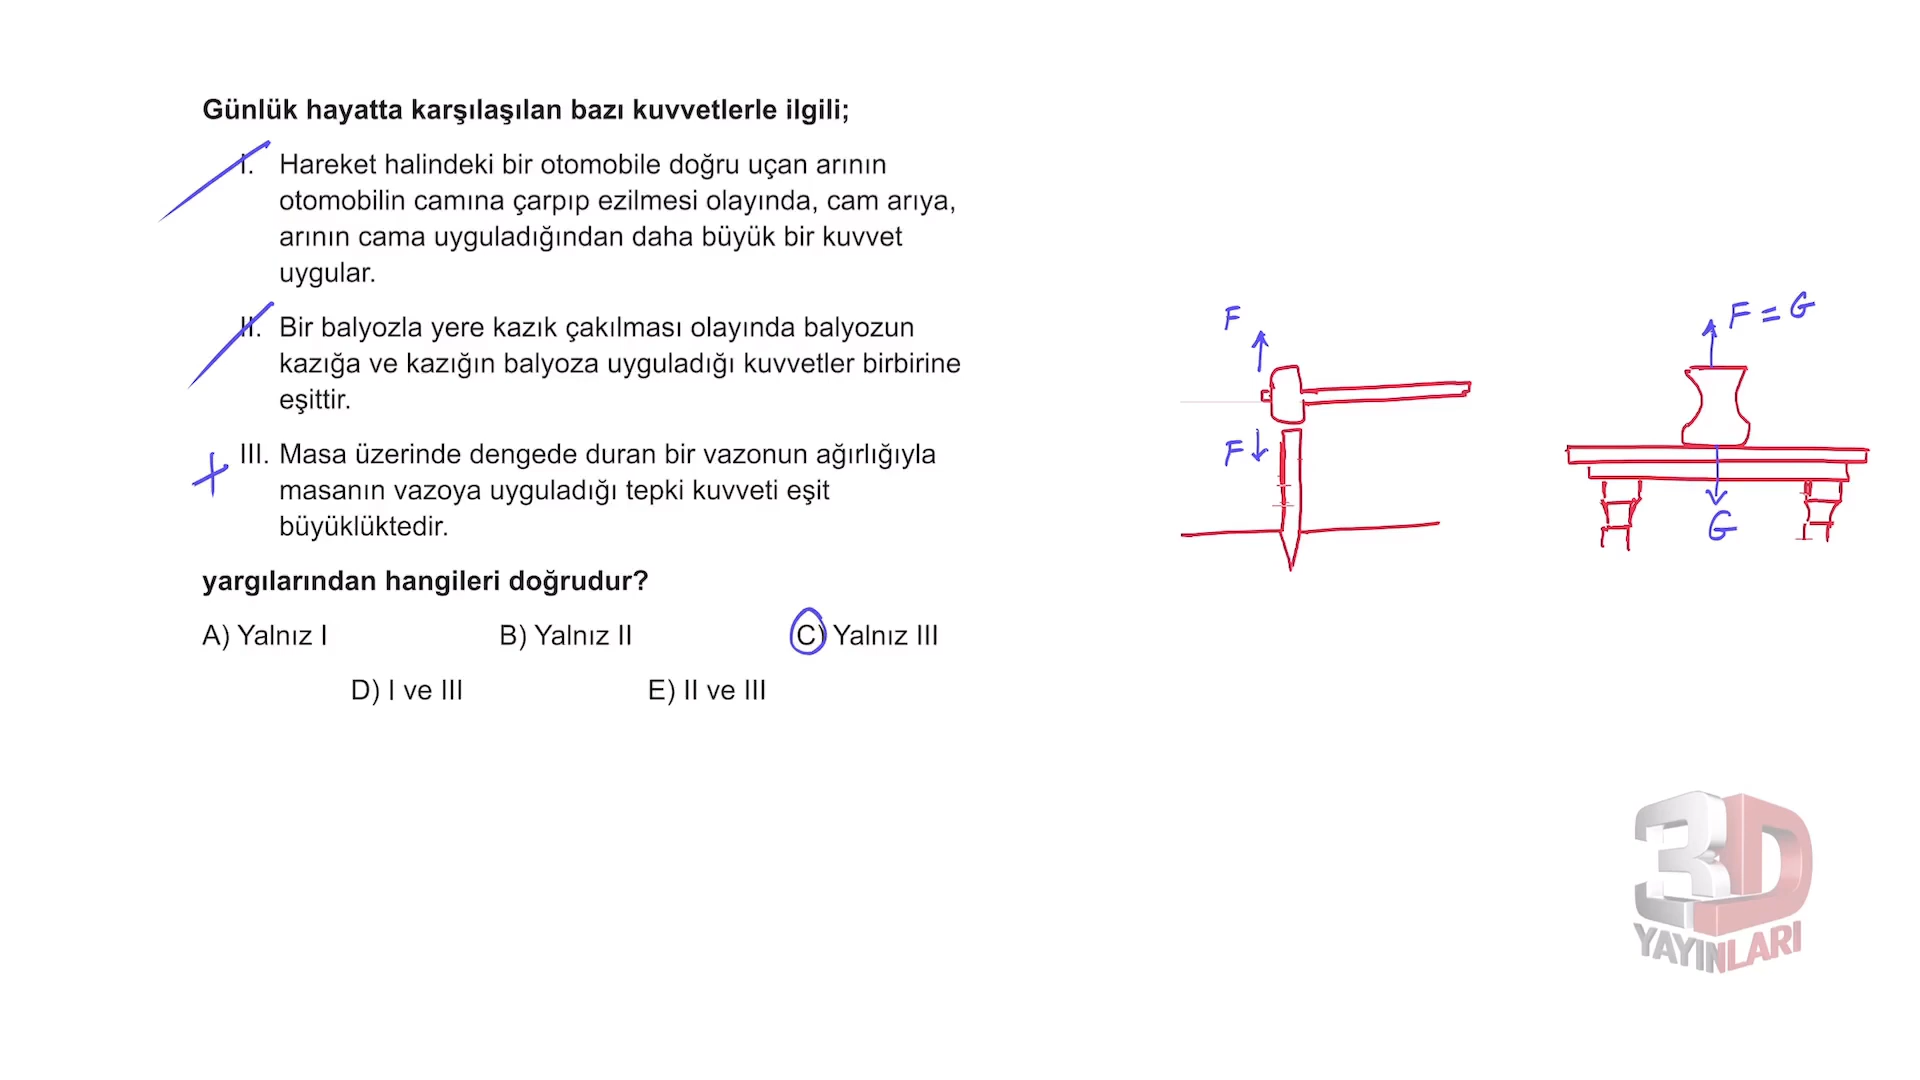 Günlük hayatta karşılaşılan bazı kuvvetlerle ilgili;
I. Hareket halindeki bir otomobile doğru uçan arının
otomobilin camına çarpıp ezilmesi olayında, cam arıya,
arının cama uyguladığından daha büyük bir kuvvet
uygular.
II. Bir balyozla yere kazık çakılması olayında balyozun
kazığa ve kazığın balyoza uyguladığı kuvvetler birbirine
eşittir.
III. Masa üzerinde dengede duran bir vazonun ağırlığıyla
masanın vazoya uyguladığı tepki kuvveti eşit
büyüklüktedir.
yargılarından hangileri doğrudur?
A) Yalnız I B) Yalnız II C) Yalnız III
D) I ve III E) II ve III
F
F
F = G
G
3D
YAYINLARI